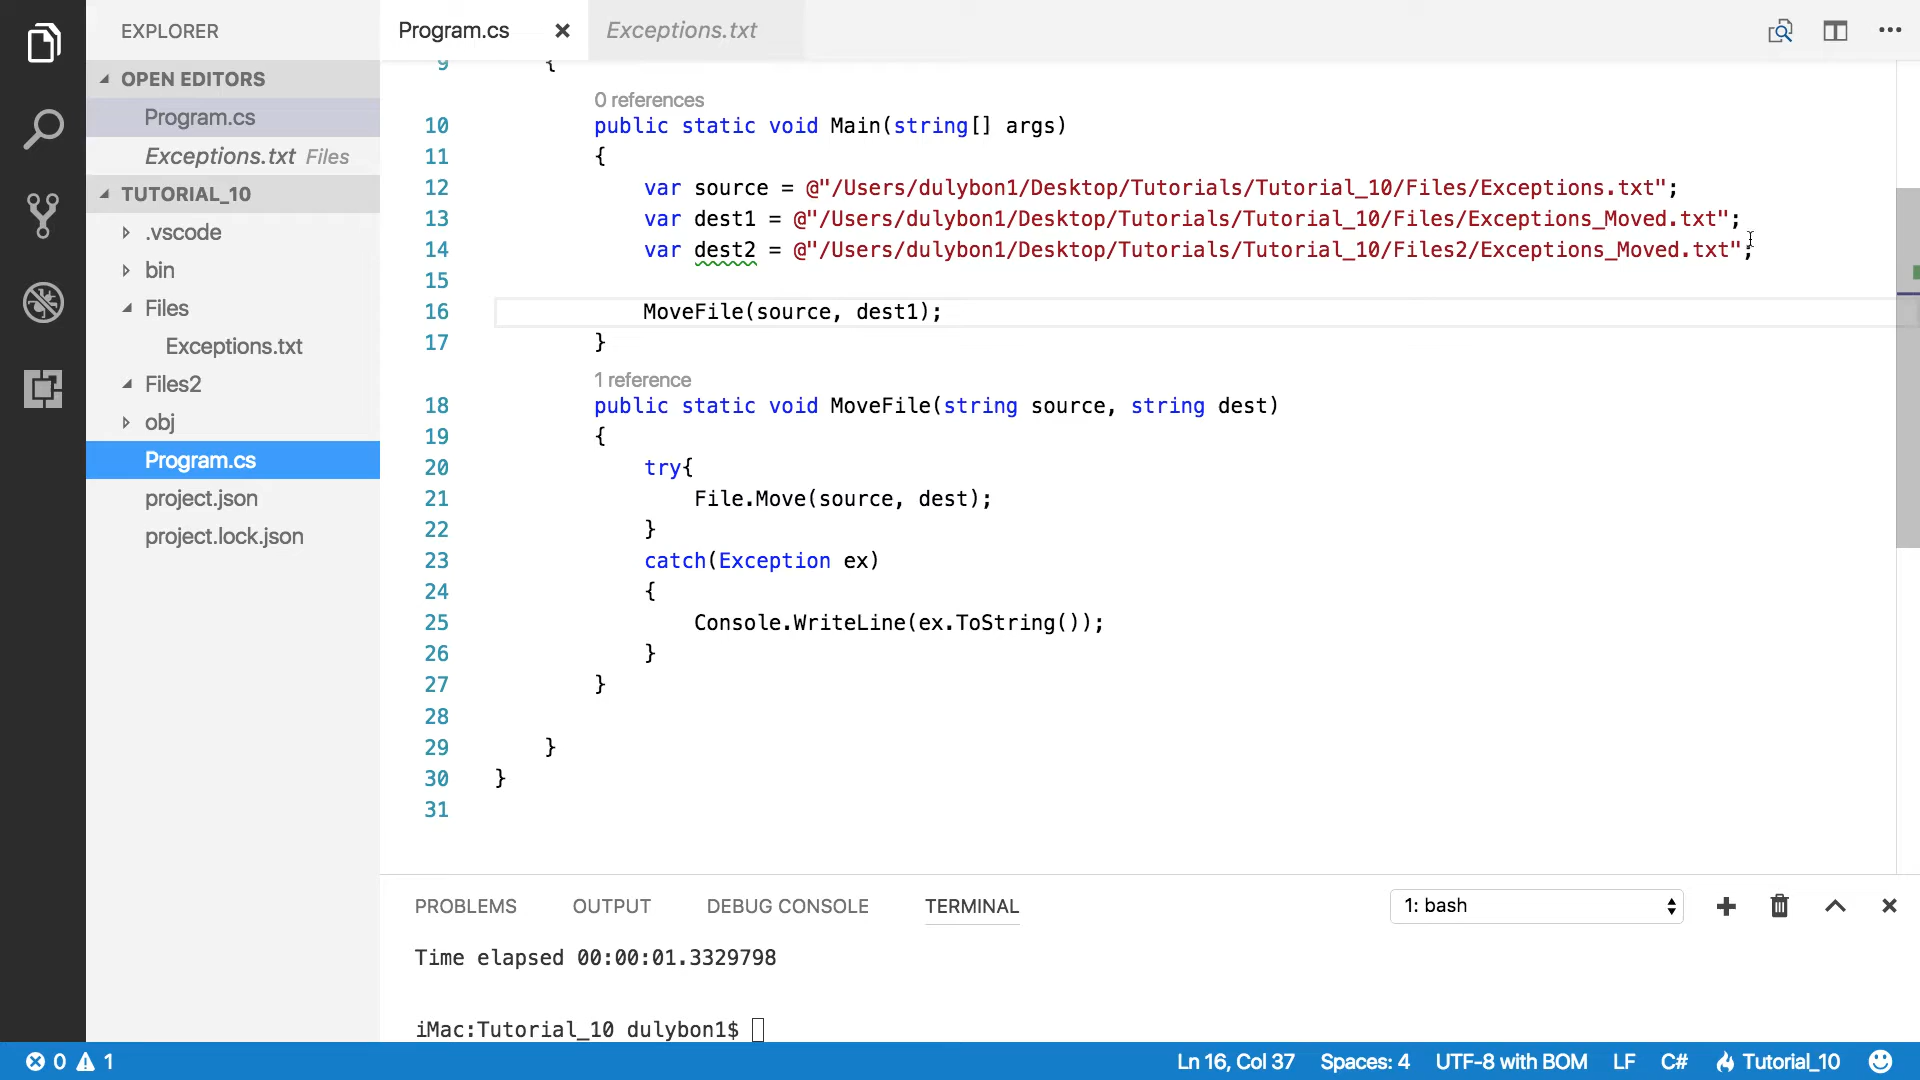 EXPLORER
OPEN EDITORS
Program.cs
Exceptions.txt Files
TUTORIAL_10
.vscode
bin
Files
Exceptions.txt
Files2
obj
Program.cs
project.json
project.lock.json
Program.cs
Exceptions.txt
9 {
0 references
10 public static void Main(string[] args)
11 {
12 var source = @"/Users/dulybon1/Desktop/Tutorials/Tutorial_10/Files/Exceptions.txt";
13 var dest1 = @"/Users/dulybon1/Desktop/Tutorials/Tutorial_10/Files/Exceptions_Moved.txt";
14 var dest2 = @"/Users/dulybon1/Desktop/Tutorials/Tutorial_10/Files2/Exceptions_Moved.txt";
15
16 MoveFile(source, dest1);
17 }
1 reference
18 public static void MoveFile(string source, string dest)
19 {
20 try{
21 File.Move(source, dest);
22 }
23 catch(Exception ex)
24 {
25 Console.WriteLine(ex.ToString());
26 }
27 }
28
29 }
30 }
31
PROBLEMS OUTPUT DEBUG CONSOLE TERMINAL 1: bash
Time elapsed 00:00:01.3329798
iMac:Tutorial_10 dulybon1$
0 1 Ln 16, Col 37 Spaces: 4 UTF-8 with BOM LF C# Tutorial_10